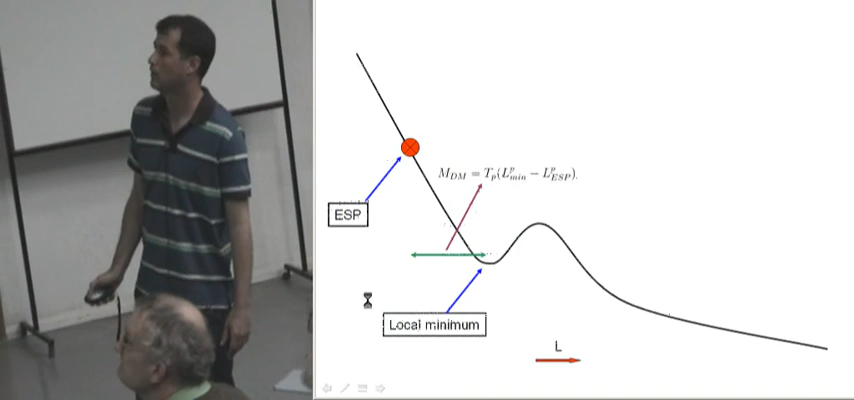 M_{DM} = T_p(L^p_{min} − L^p_{ESP}).
ESP
Local minimum
L